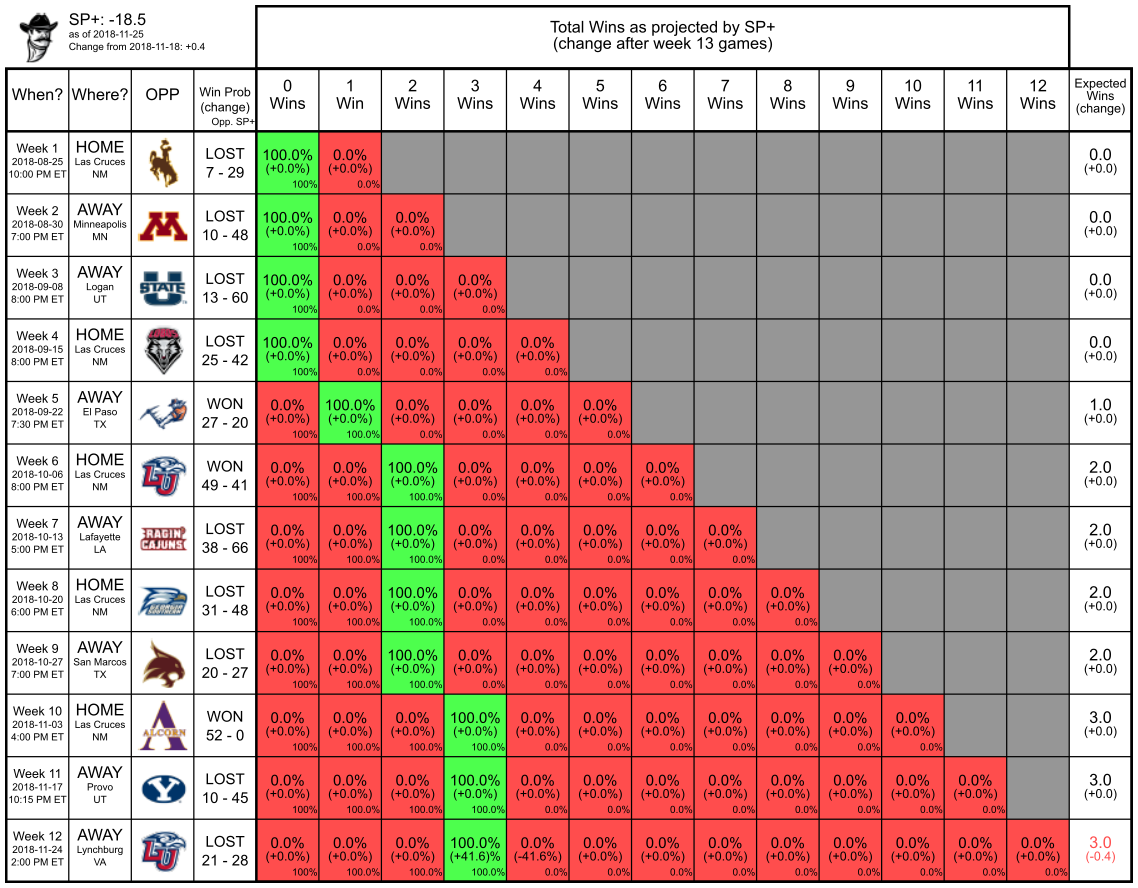 SP+: -18.5
as of 2018-11-25
Change from 2018-11-18: +0.4
Total Wins as projected by SP+
(change after week 13 games)
When? Where? OPP Win Prob (change) Opp. SP+ 0 Wins 1 Win 2 Wins 3 Wins 4 Wins 5 Wins 6 Wins 7 Wins 8 Wins 9 Wins 10 Wins 11 Wins 12 Wins Expected Wins (change)
Week 1 HOME LOST 100.0% 0.0% 0.0
2018-08-25 Las Cruces (+0.0%) (+0.0%) (+0.0)
10:00 PM ET NM 7 - 29 100% 0.0%
Week 2 AWAY M LOST 100.0% 0.0% 0.0% 0.0
2018-08-30 Minneapolis (+0.0%) (+0.0%) (+0.0%) (+0.0)
7:00 PM ET MN 10 - 48 100% 0.0% 0.0%
Week 3 AWAY U STATE LOST 100.0% 0.0% 0.0% 0.0% 0.0
2018-09-08 Logan (+0.0%) (+0.0%) (+0.0%) (+0.0%) (+0.0)
8:00 PM ET UT 13 - 60 100% 0.0% 0.0% 0.0%
Week 4 HOME LOST 100.0% 0.0% 0.0% 0.0% 0.0% 0.0
2018-09-15 Las Cruces (+0.0%) (+0.0%) (+0.0%) (+0.0%) (+0.0%) (+0.0)
8:00 PM ET NM 25 - 42 100% 0.0% 0.0% 0.0% 0.0%
Week 5 AWAY WON 0.0% 100.0% 0.0% 0.0% 0.0% 0.0% 1.0
2018-09-22 El Paso (+0.0%) (+0.0%) (+0.0%) (+0.0%) (+0.0%) (+0.0%) (+0.0)
7:30 PM ET TX 27 - 20 100% 100.0% 0.0% 0.0% 0.0% 0.0%
Week 6 HOME LU WON 0.0% 0.0% 100.0% 0.0% 0.0% 0.0% 0.0% 2.0
2018-10-06 Las Cruces (+0.0%) (+0.0%) (+0.0%) (+0.0%) (+0.0%) (+0.0%) (+0.0%) (+0.0)
8:00 PM ET NM 49 - 41 100% 100.0% 100.0% 0.0% 0.0% 0.0% 0.0%
Week 7 AWAY RAGIN' CAJUNS LOST 0.0% 0.0% 100.0% 0.0% 0.0% 0.0% 0.0% 0.0% 2.0
2018-10-13 Lafayette (+0.0%) (+0.0%) (+0.0%) (+0.0%) (+0.0%) (+0.0%) (+0.0%) (+0.0%) (+0.0)
5:00 PM ET LA 38 - 66 100% 100.0% 100.0% 0.0% 0.0% 0.0% 0.0% 0.0%
Week 8 HOME GEORGIA SOUTHERN LOST 0.0% 0.0% 100.0% 0.0% 0.0% 0.0% 0.0% 0.0% 0.0% 2.0
2018-10-20 Las Cruces (+0.0%) (+0.0%) (+0.0%) (+0.0%) (+0.0%) (+0.0%) (+0.0%) (+0.0%) (+0.0%) (+0.0)
6:00 PM ET NM 31 - 48 100% 100.0% 100.0% 0.0% 0.0% 0.0% 0.0% 0.0% 0.0%
Week 9 AWAY LOST 0.0% 0.0% 100.0% 0.0% 0.0% 0.0% 0.0% 0.0% 0.0% 0.0% 2.0
2018-10-27 San Marcos (+0.0%) (+0.0%) (+0.0%) (+0.0%) (+0.0%) (+0.0%) (+0.0%) (+0.0%) (+0.0%) (+0.0%) (+0.0)
7:00 PM ET TX 20 - 27 100% 100.0% 100.0% 0.0% 0.0% 0.0% 0.0% 0.0% 0.0% 0.0%
Week 10 HOME A ALCORN WON 0.0% 0.0% 0.0% 100.0% 0.0% 0.0% 0.0% 0.0% 0.0% 0.0% 0.0% 3.0
2018-11-03 Las Cruces (+0.0%) (+0.0%) (+0.0%) (+0.0%) (+0.0%) (+0.0%) (+0.0%) (+0.0%) (+0.0%) (+0.0%) (+0.0%) (+0.0)
4:00 PM ET NM 52 - 0 100% 100.0% 100.0% 100.0% 0.0% 0.0% 0.0% 0.0% 0.0% 0.0% 0.0%
Week 11 AWAY Y LOST 0.0% 0.0% 0.0% 100.0% 0.0% 0.0% 0.0% 0.0% 0.0% 0.0% 0.0% 0.0% 3.0
2018-11-17 Provo (+0.0%) (+0.0%) (+0.0%) (+0.0%) (+0.0%) (+0.0%) (+0.0%) (+0.0%) (+0.0%) (+0.0%) (+0.0%) (+0.0%) (+0.0)
10:15 PM ET UT 10 - 45 100% 100.0% 100.0% 100.0% 0.0% 0.0% 0.0% 0.0% 0.0% 0.0% 0.0% 0.0%
Week 12 AWAY LU LOST 0.0% 0.0% 0.0% 100.0% 0.0% 0.0% 0.0% 0.0% 0.0% 0.0% 0.0% 0.0% 0.0% 3.0
2018-11-24 Lynchburg (+0.0%) (+0.0%) (+0.0%) (+41.6)% (-41.6%) (+0.0%) (+0.0%) (+0.0%) (+0.0%) (+0.0%) (+0.0%) (+0.0%) (+0.0%) (-0.4)
2:00 PM ET VA 21 - 28 100% 100.0% 100.0% 100.0% 0.0% 0.0% 0.0% 0.0% 0.0% 0.0% 0.0% 0.0% 0.0%